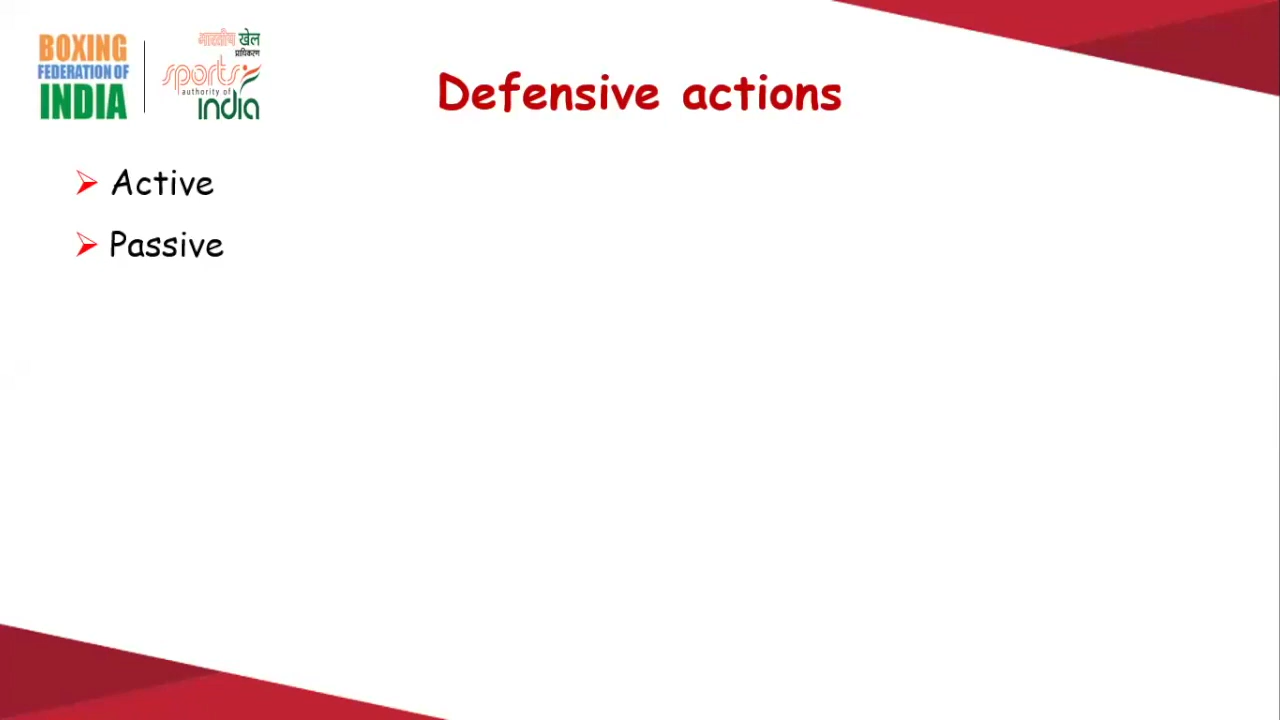 BOXING
FEDERATION OF
INDIA
भारतीय खेल
प्राधिकरण
sports
authority of
india
Defensive actions
Active
Passive